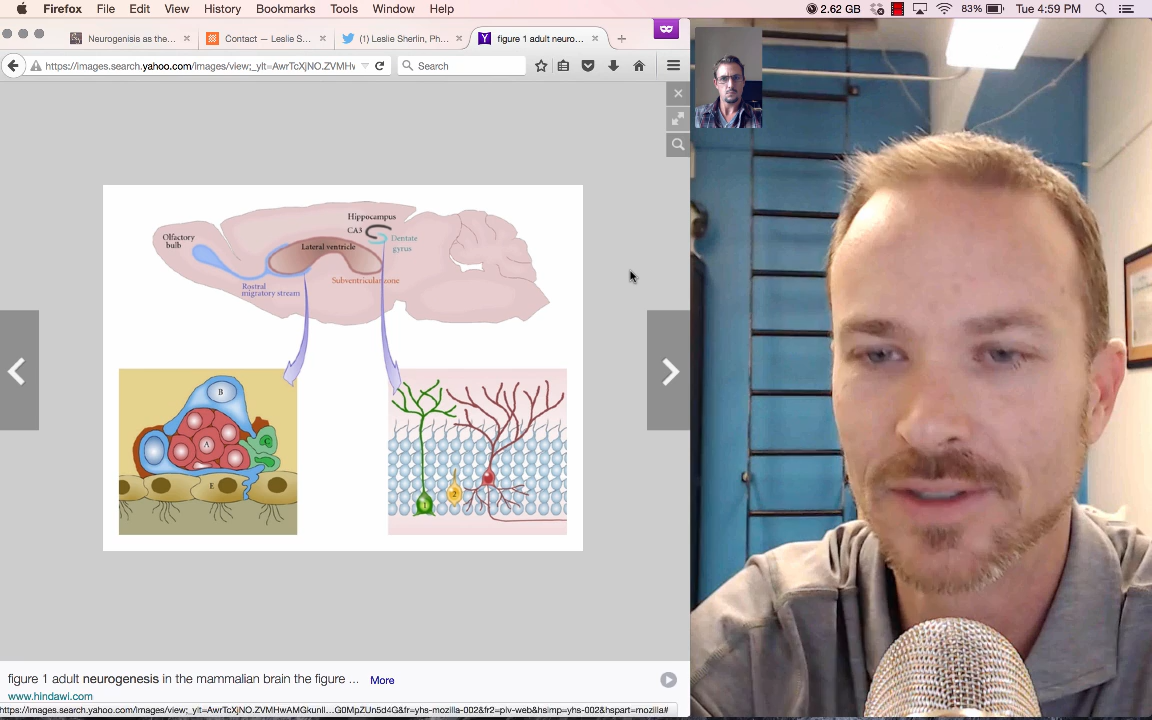 Firefox File Edit View History Bookmarks Tools Window Help 2.62 GB 83% Tue 4:59 PM
Neurogenisis as the... Contact — Leslie S... (1) Leslie Sherlin, Ph... figure 1 adult neuro...
https://images.search.yahoo.com/images/view;_ylt=AwrTcXjNO.ZVMHw Search
Hippocampus
CA3
Olfactory
bulb
Dentate
gyrus
Lateral ventricle
Subventricular zone
Rostral
migratory stream
B
A
C
E
1
2
figure 1 adult neurogenesis in the mammalian brain the figure ... More
www.hindawi.com